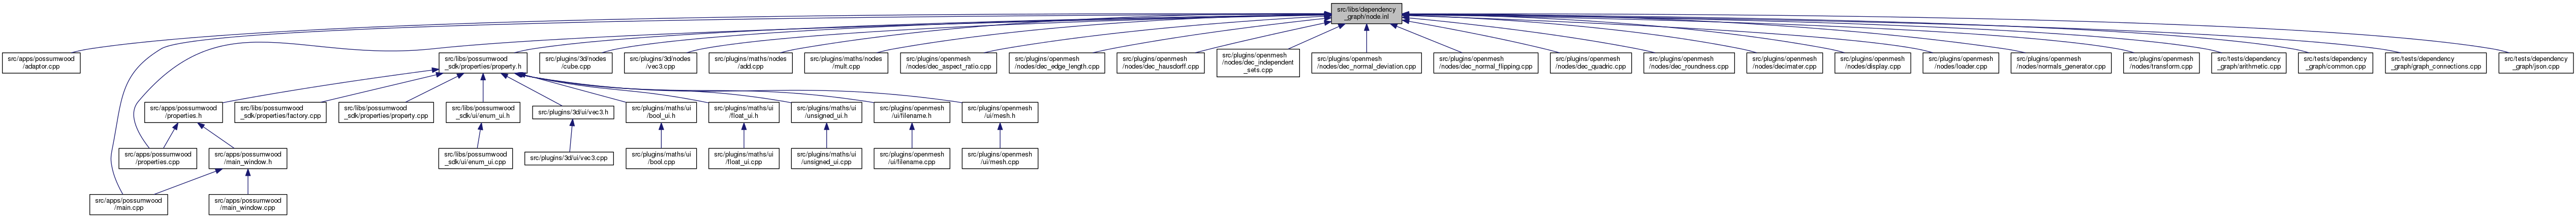 src/libs/dependency
_graph/node.inl
src/apps/possumwood
/adaptor.cpp
src/libs/possumwood
_sdk/properties/property.h
src/plugins/3d/nodes
/cube.cpp
src/plugins/3d/nodes
/vec3.cpp
src/plugins/maths/nodes
/add.cpp
src/plugins/maths/nodes
/mult.cpp
src/plugins/openmesh
/nodes/dec_aspect_ratio.cpp
src/plugins/openmesh
/nodes/dec_edge_length.cpp
src/plugins/openmesh
/nodes/dec_hausdorff.cpp
src/plugins/openmesh
/nodes/dec_independent
_sets.cpp
src/plugins/openmesh
/nodes/dec_normal_deviation.cpp
src/plugins/openmesh
/nodes/dec_normal_flipping.cpp
src/plugins/openmesh
/nodes/dec_quadric.cpp
src/plugins/openmesh
/nodes/dec_roundness.cpp
src/plugins/openmesh
/nodes/decimater.cpp
src/plugins/openmesh
/nodes/display.cpp
src/plugins/openmesh
/nodes/loader.cpp
src/plugins/openmesh
/nodes/normals_generator.cpp
src/plugins/openmesh
/nodes/transform.cpp
src/tests/dependency
_graph/arithmetic.cpp
src/tests/dependency
_graph/common.cpp
src/tests/dependency
_graph/graph_connections.cpp
src/tests/dependency
_graph/json.cpp
src/apps/possumwood
/properties.h
src/libs/possumwood
_sdk/properties/factory.cpp
src/libs/possumwood
_sdk/properties/property.cpp
src/libs/possumwood
_sdk/ui/enum_ui.h
src/plugins/3d/ui/vec3.h
src/plugins/maths/ui
/bool_ui.h
src/plugins/maths/ui
/float_ui.h
src/plugins/maths/ui
/unsigned_ui.h
src/plugins/openmesh
/ui/filename.h
src/plugins/openmesh
/ui/mesh.h
src/apps/possumwood
/properties.cpp
src/apps/possumwood
/main_window.h
src/libs/possumwood
_sdk/ui/enum_ui.cpp
src/plugins/3d/ui/vec3.cpp
src/plugins/maths/ui
/bool.cpp
src/plugins/maths/ui
/float_ui.cpp
src/plugins/maths/ui
/unsigned_ui.cpp
src/plugins/openmesh
/ui/filename.cpp
src/plugins/openmesh
/ui/mesh.cpp
src/apps/possumwood
/main.cpp
src/apps/possumwood
/main_window.cpp